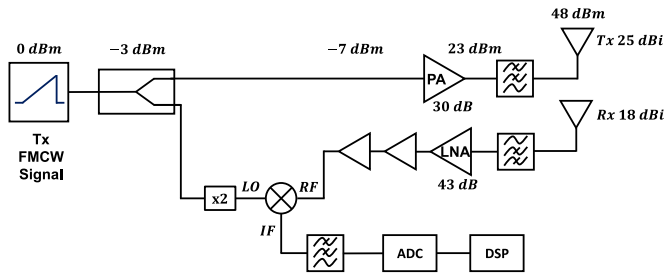 48 dBm
0 dBm
−3 dBm
−7 dBm
23 dBm
Tx 25 dBi
PA
30 dB
Rx 18 dBi
Tx
FMCW
Signal
LNA
43 dB
x2
LO
RF
IF
ADC
DSP